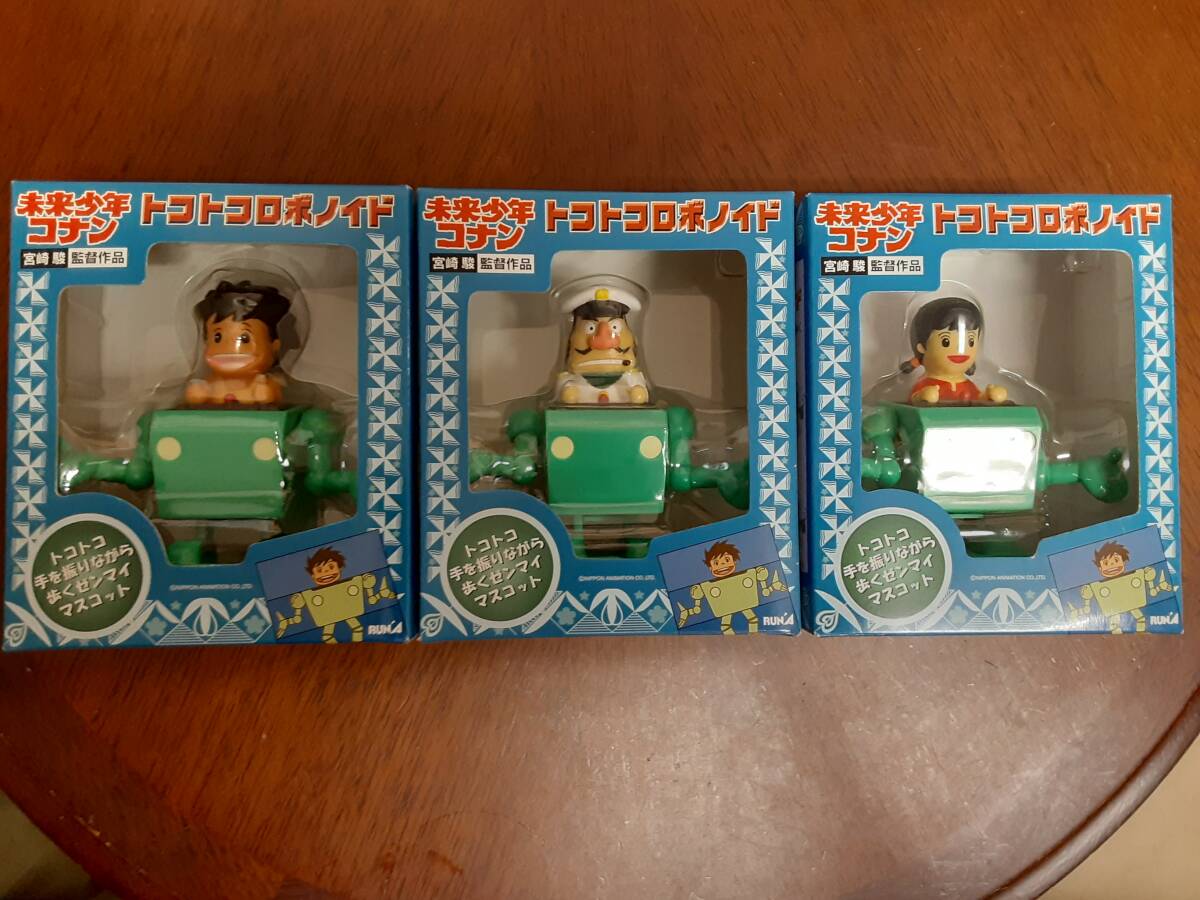 未来少年
コナン
トコトコロボノイド
宮崎 駿 監督作品
トコトコ
手を振りながら
歩くゼンマイ
マスコット
©NIPPON ANIMATION CO.,LTD.
RUN'A
未来少年
コナン
トコトコロボノイド
宮崎 駿 監督作品
トコトコ
手を振りながら
歩くゼンマイ
マスコット
©NIPPON ANIMATION CO.,LTD.
RUN'A
未来少年
コナン
トコトコロボノイド
宮崎 駿 監督作品
トコトコ
手を振りながら
歩くゼンマイ
マスコット
©NIPPON ANIMATION CO.,LTD.
RUN'A